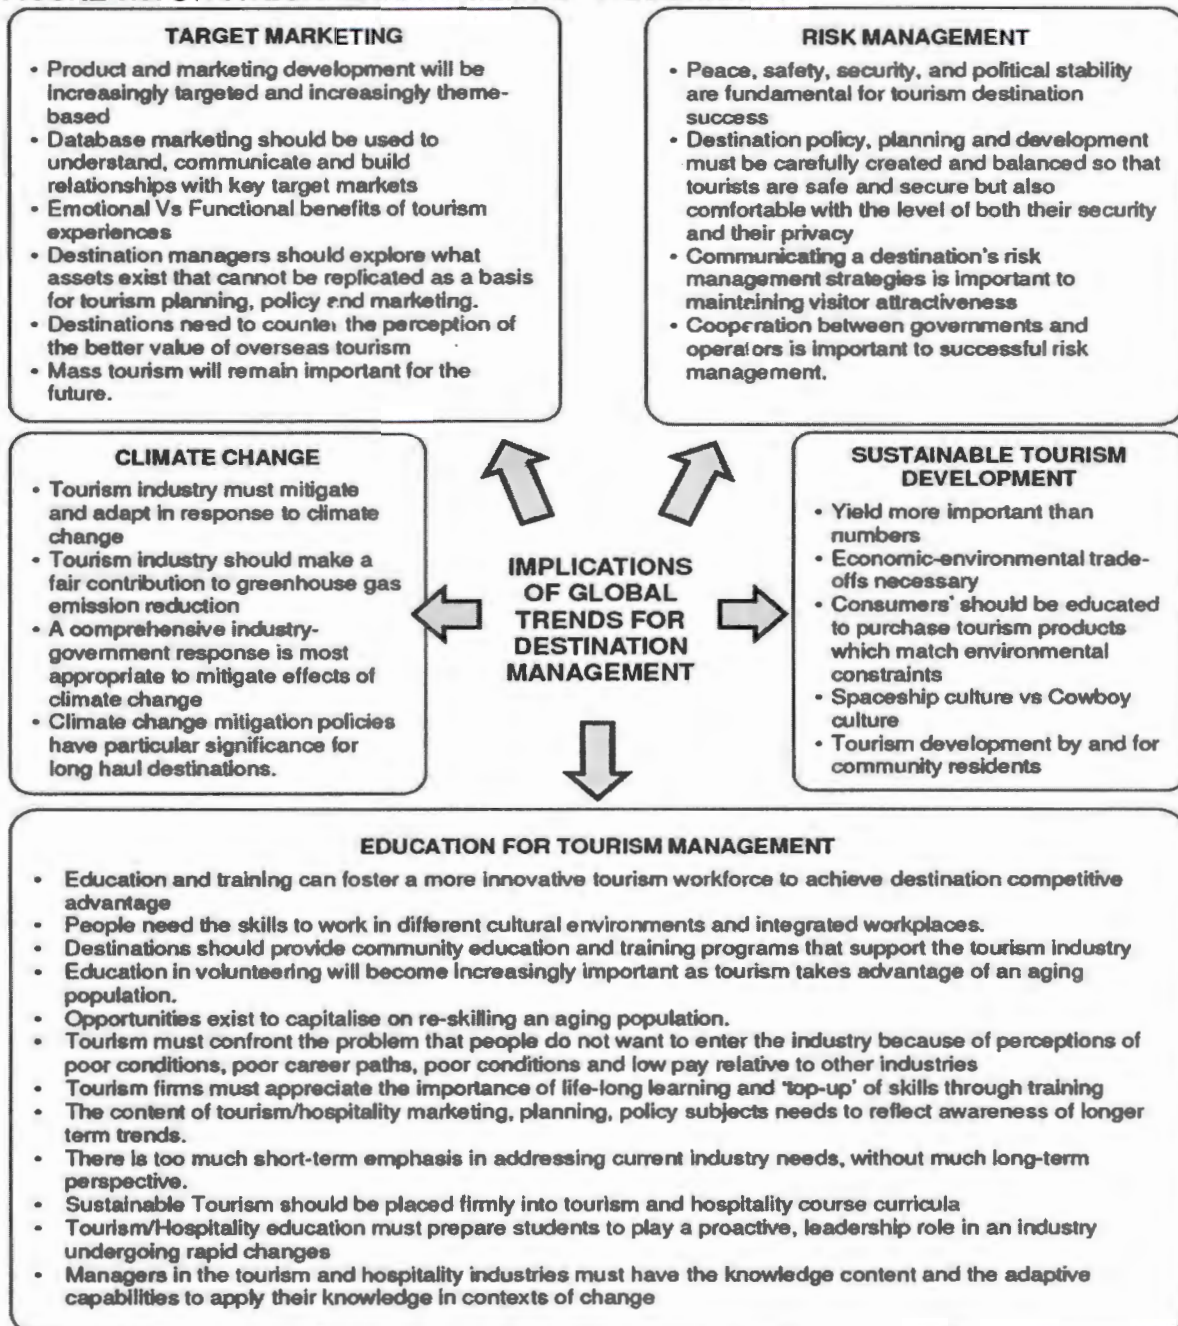 TARGET MARKETING
• Product and marketing development will be
increasingly targeted and increasingly theme-
based
• Database marketing should be used to
understand, communicate and build
relationships with key target markets
• Emotional Vs Functional benefits of tourism
experiences
• Destination managers should explore what
assets exist that cannot be replicated as a basis
for tourism planning, policy and marketing.
• Destinations need to counter the perception of
the better value of overseas tourism
• Mass tourism will remain important for the
future.
RISK MANAGEMENT
• Peace, safety, security, and political stability
are fundamental for tourism destination
success
• Destination policy, planning and development
must be carefully created and balanced so that
tourists are safe and secure but also
comfortable with the level of both their security
and their privacy
• Communicating a destination's risk
management strategies is important to
maintaining visitor attractiveness
• Cooperation between governments and
operators is important to successful risk
management.
CLIMATE CHANGE
• Tourism industry must mitigate
and adapt in response to climate
change
• Tourism industry should make a
fair contribution to greenhouse gas
emission reduction
• A comprehensive industry-
government response is most
appropriate to mitigate effects of
climate change
• Climate change mitigation policies
have particular significance for
long haul destinations.
IMPLICATIONS
OF GLOBAL
TRENDS FOR
DESTINATION
MANAGEMENT
SUSTAINABLE TOURISM
DEVELOPMENT
• Yield more important than
numbers
• Economic-environmental trade-
offs necessary
• Consumers' should be educated
to purchase tourism products
which match environmental
constraints
• Spaceship culture vs Cowboy
culture
• Tourism development by and for
community residents
EDUCATION FOR TOURISM MANAGEMENT
• Education and training can foster a more innovative tourism workforce to achieve destination competitive
advantage
• People need the skills to work in different cultural environments and integrated workplaces.
• Destinations should provide community education and training programs that support the tourism industry
• Education in volunteering will become increasingly important as tourism takes advantage of an aging
population.
• Opportunities exist to capitalise on re-skilling an aging population.
• Tourism must confront the problem that people do not want to enter the industry because of perceptions of
poor conditions, poor career paths, poor conditions and low pay relative to other industries
• Tourism firms must appreciate the importance of life-long learning and 'top-up' of skills through training
• The content of tourism/hospitality marketing, planning, policy subjects needs to reflect awareness of longer
term trends.
• There is too much short-term emphasis in addressing current industry needs, without much long-term
perspective.
• Sustainable Tourism should be placed firmly into tourism and hospitality course curricula
• Tourism/Hospitality education must prepare students to play a proactive, leadership role in an industry
undergoing rapid changes
• Managers in the tourism and hospitality industries must have the knowledge content and the adaptive
capabilities to apply their knowledge in contexts of change